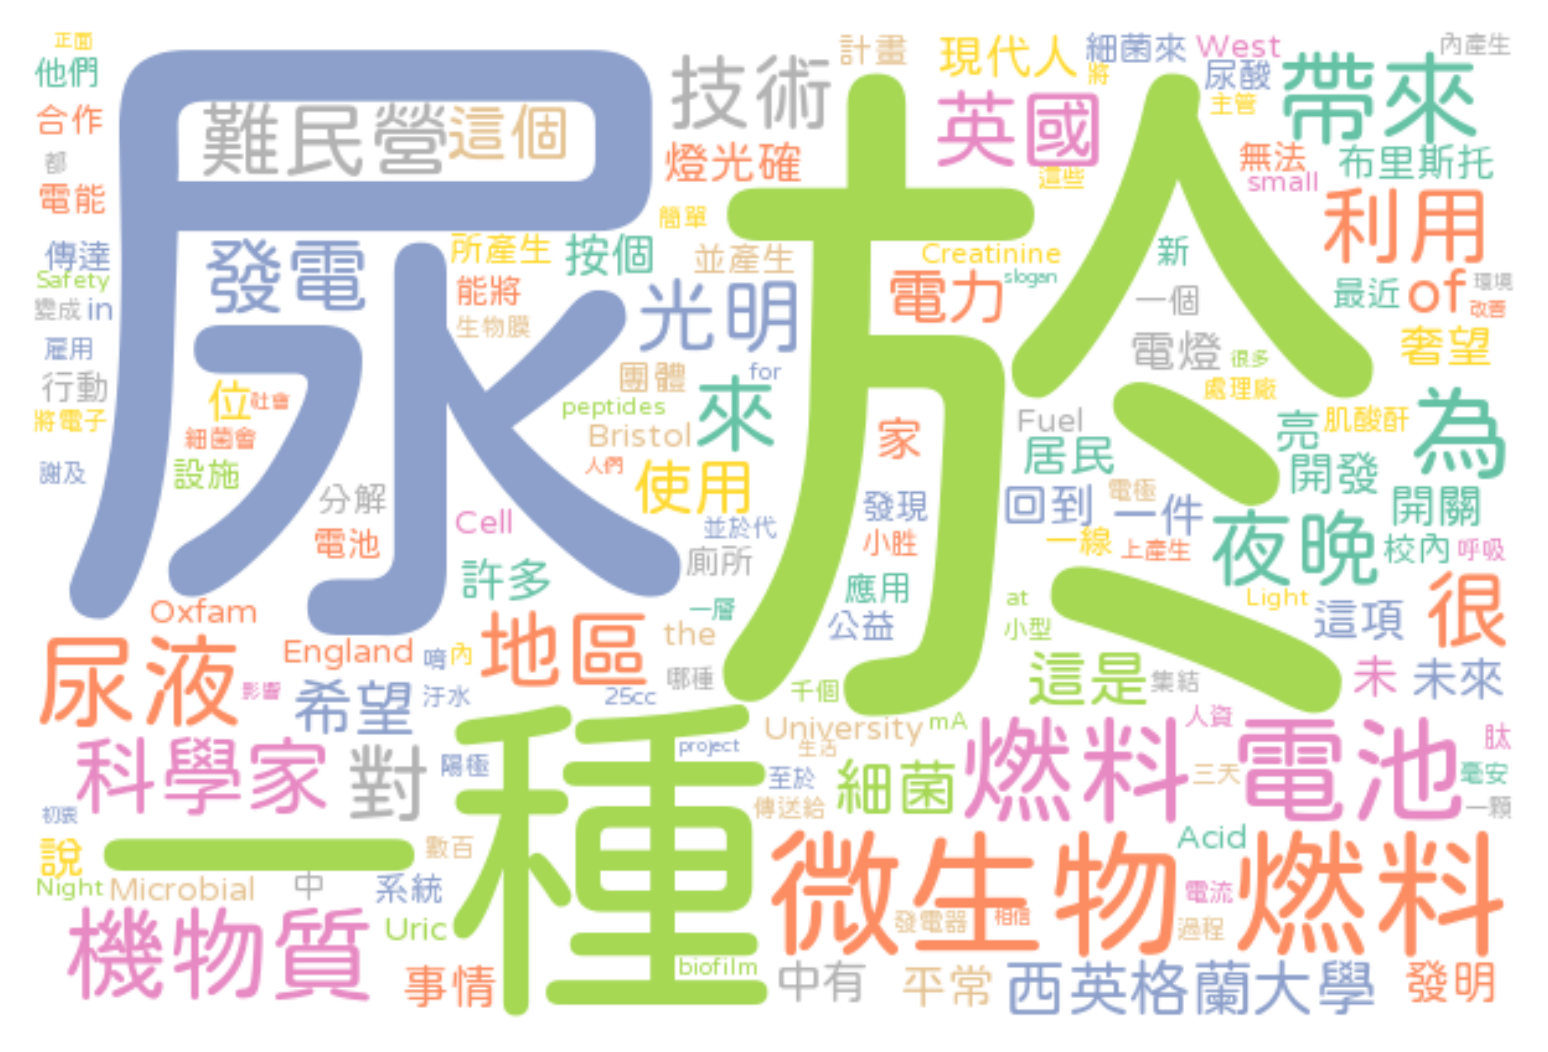 正面
他們
合作
都
電能
傳達
Safety
變成
in
雇用
行動
將電子
謝及
尿
難民營
這個
發電
位
社會
細菌會
設施
分解
電池
所產生
能將
生物膜
按個
簡單
技術
燈光確
並產生
光明
團體
for
peptides
來
Bristol
人們
使用
並於代
Cell
廁所
許多
一層
the
哪種
25cc
計畫
現代人
將
細菌來
West
尿酸
主管
帶來
內產生
英國
這些
無法
small
布里斯托
利用
於
Creatinine
slogan
電力
新
一個
最近
of
環境
改善
電燈
很多
奢望
處理廠
家
Fuel
居民
亮
肌酸酐
為
開發
發現
回到
電極
一件
開關
小胜
一線
上產生
夜晚
校內
呼吸
應用
公益
at
小型
Light
這項
很
千個
這是
集結
未
未來
Oxfam
England
唷
內
地區
尿液
影響
希望
汙水
University
mA
生活
人資
肽
科學家
對
陽極
project
至於
細菌
燃料
三天
電池
毫安
一顆
初衷
傳送給
說
一種
數百
Acid
Night
Microbial
中
系統
微生物
燃料
電流
發電器
相信
過程
機物質
Uric
事情
biofilm
中有
平常
西英格蘭大學
發明